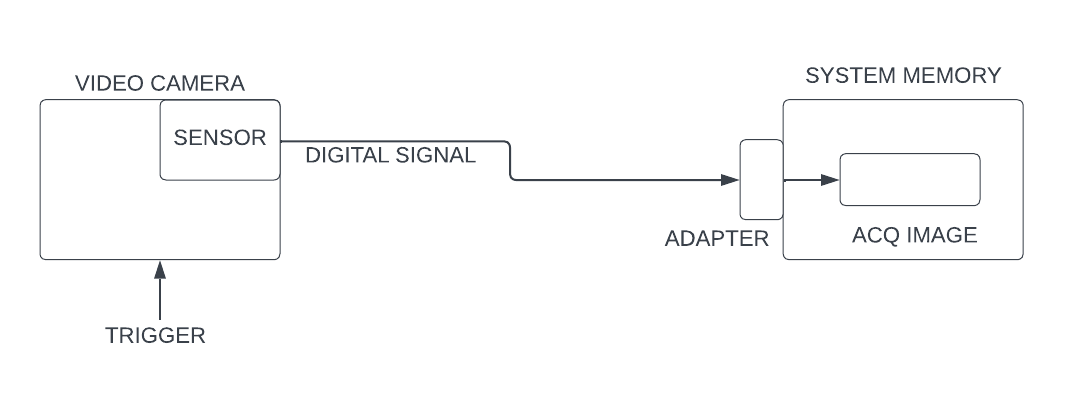 VIDEO CAMERA
SYSTEM MEMORY
SENSOR
DIGITAL SIGNAL
ADAPTER
ACQ IMAGE
TRIGGER